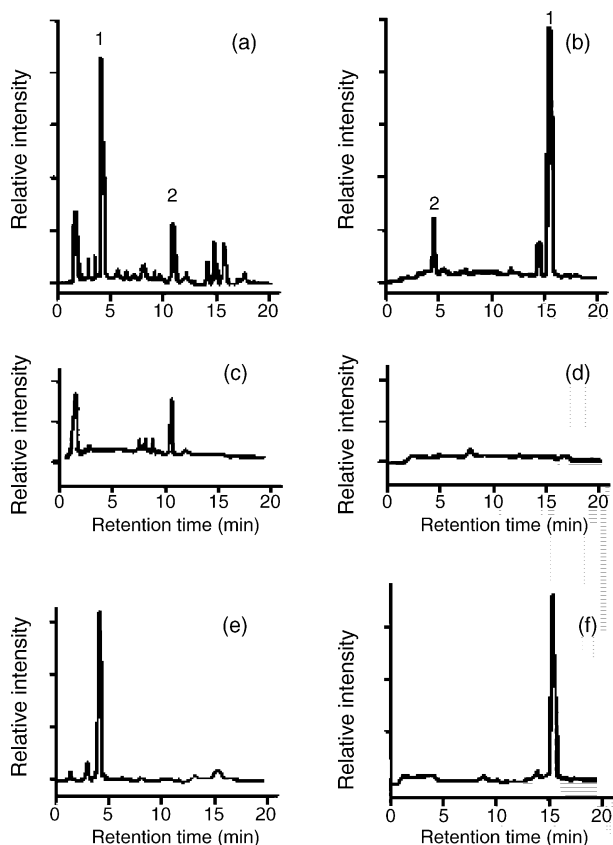 Relative intensity
1
2
(a)
0 5 10 15 20
Relative intensity
1
2
(b)
0 5 10 15 20
Relative intensity
(c)
0 5 10 15 20
Retention time (min)
Relative intensity
(d)
0 5 10 15 20
Retention time (min)
Relative intensity
(e)
0 5 10 15 20
Retention time (min)
Relative intensity
(f)
0 5 10 15 20
Retention time (min)